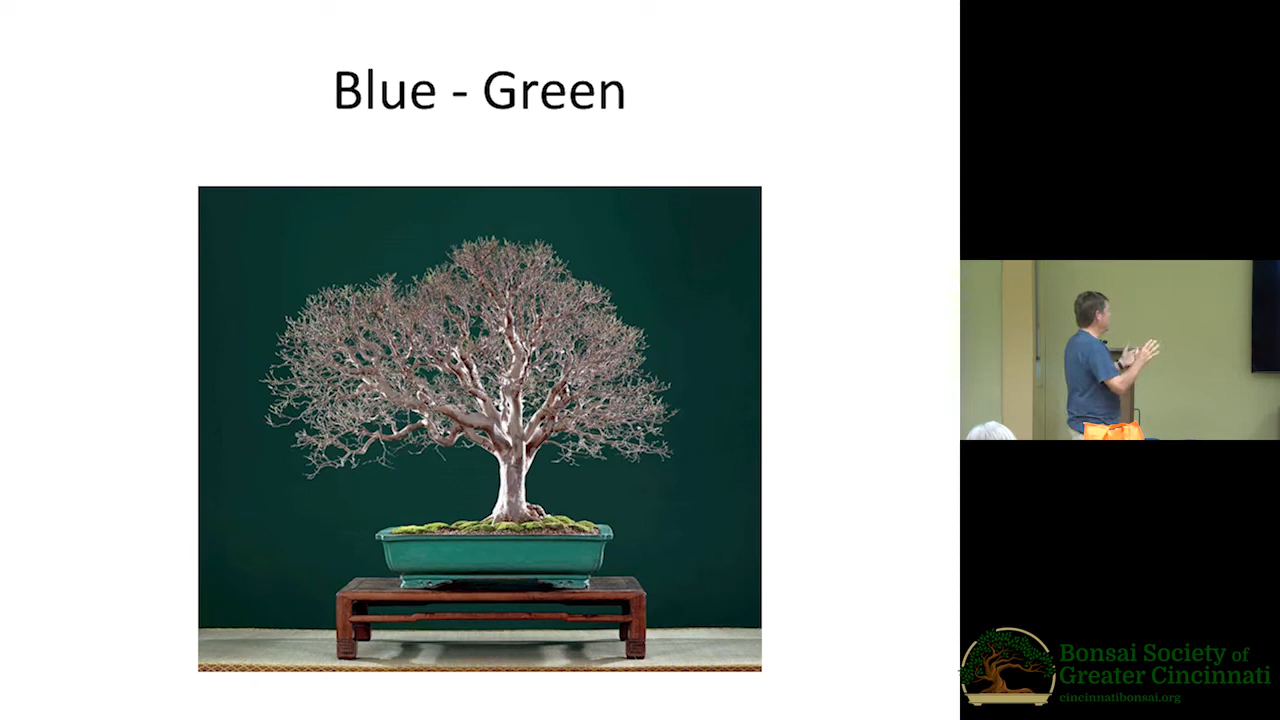 Blue - Green
Bonsai Society of
Greater Cincinnati
cincinnatibonsai.org